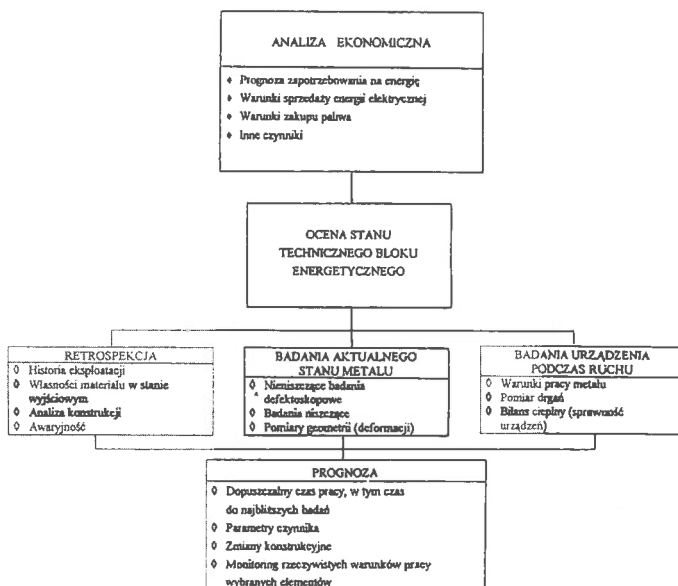 ANALIZA EKONOMICZNA
♦ Prognoza zapotrzebowania na energię
♦ Warunki sprzedaży energii elektrycznej
♦ Warunki zakupu paliwa
♦ Inne czynniki
OCENA STANU
TECHNICZNEGO BLOKU
ENERGETYCZNEGO
RETROSPEKCJA
◊ Historia eksploatacji
◊ Własności materiału w stanie
wyjściowym
◊ Analiza konstrukcji
◊ Awaryjność
BADANIA AKTUALNEGO
STANU METALU
◊ Nieniszczące badania
defektoskopowe
◊ Badania niszczące
◊ Pomiary geometrii (deformacji)
BADANIA URZĄDZENIA
PODCZAS RUCHU
◊ Warunki pracy metalu
◊ Pomiar drgań
◊ Bilans cieplny (sprawność
urządzeń)
PROGNOZA
◊ Dopuszczalny czas pracy, w tym czas
do najbliższych badań
◊ Parametry czynnika
◊ Zmiany konstrukcyjne
◊ Monitoring rzeczywistych warunków pracy
wybranych elementów